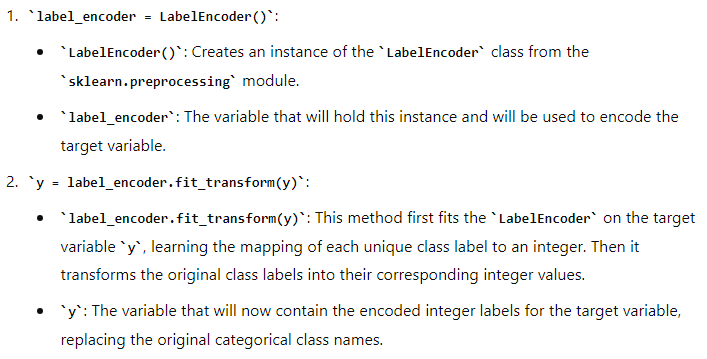 1. `label_encoder = LabelEncoder()`:
• `LabelEncoder()`: Creates an instance of the `LabelEncoder` class from the
`sklearn.preprocessing` module.
• `label_encoder`: The variable that will hold this instance and will be used to encode the
target variable.
2. `y = label_encoder.fit_transform(y)`:
• `label_encoder.fit_transform(y)`: This method first fits the `LabelEncoder` on the target
variable `y`, learning the mapping of each unique class label to an integer. Then it
transforms the original class labels into their corresponding integer values.
• `y`: The variable that will now contain the encoded integer labels for the target variable,
replacing the original categorical class names.